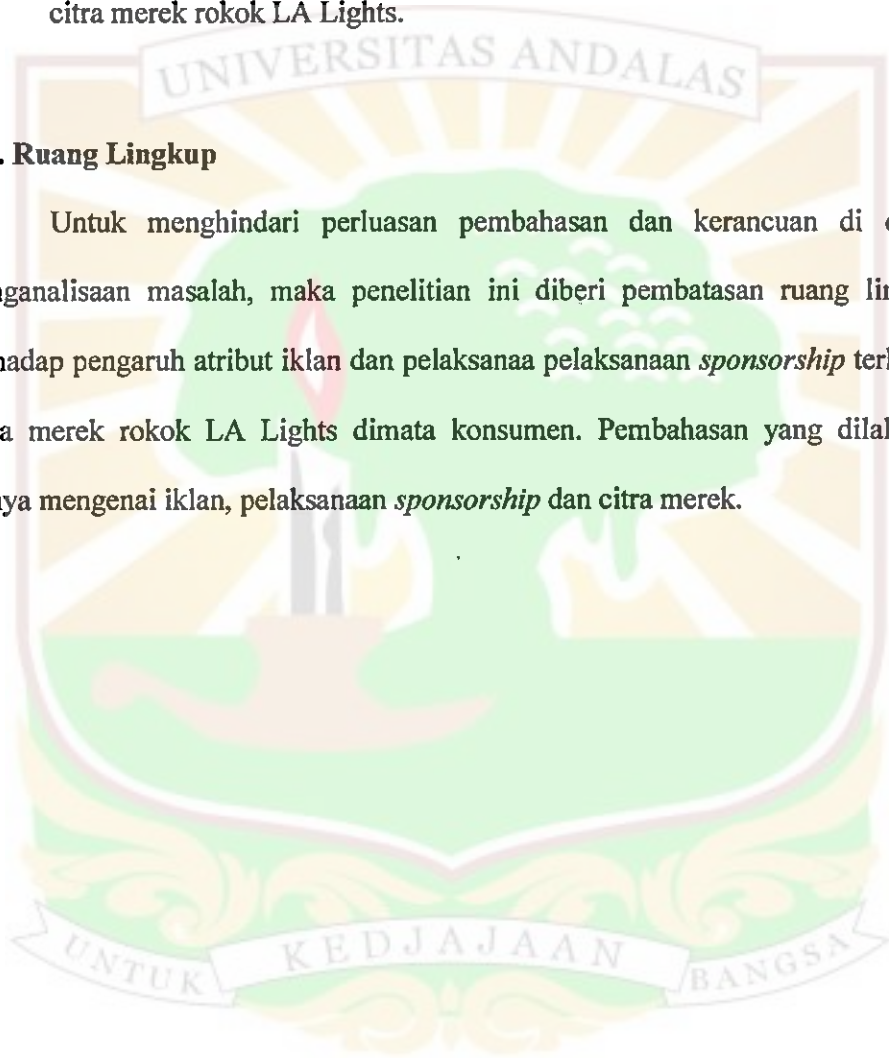 citra merek rokok LA Lights.
UNIVERSITAS ANDALAS
. Ruang Lingkup
Untuk menghindari perluasan pembahasan dan kerancuan di
nganalisaan masalah, maka penelitian ini diberi pembatasan ruang lin
hadap pengaruh atribut iklan dan pelaksanaa pelaksanaan sponsorship ter
a merek rokok LA Lights dimata konsumen. Pembahasan yang dila
ya mengenai iklan, pelaksanaan sponsorship dan citra merek.
UNTUK KEDJAJAAN BANGSA